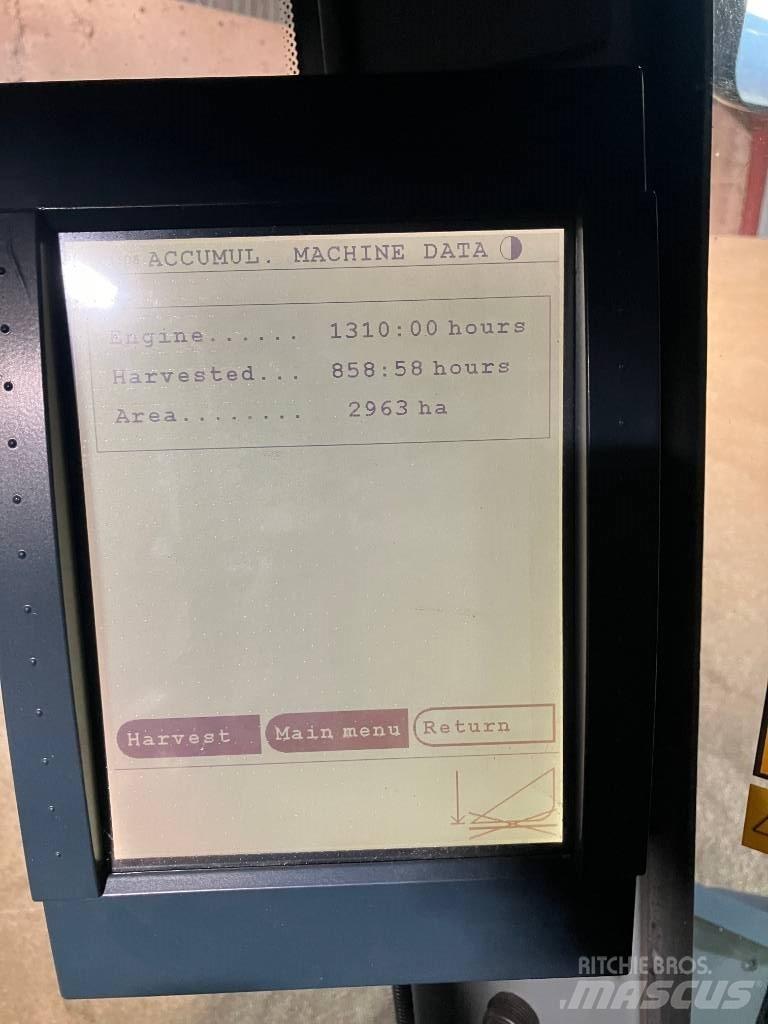 ACCUMUL. MACHINE DATA
Engine...... 1310:00 hours
Harvested... 858:58 hours
Area........ 2963 ha
Harvest Main menu Return
RITCHIE BROS.
MASCUS